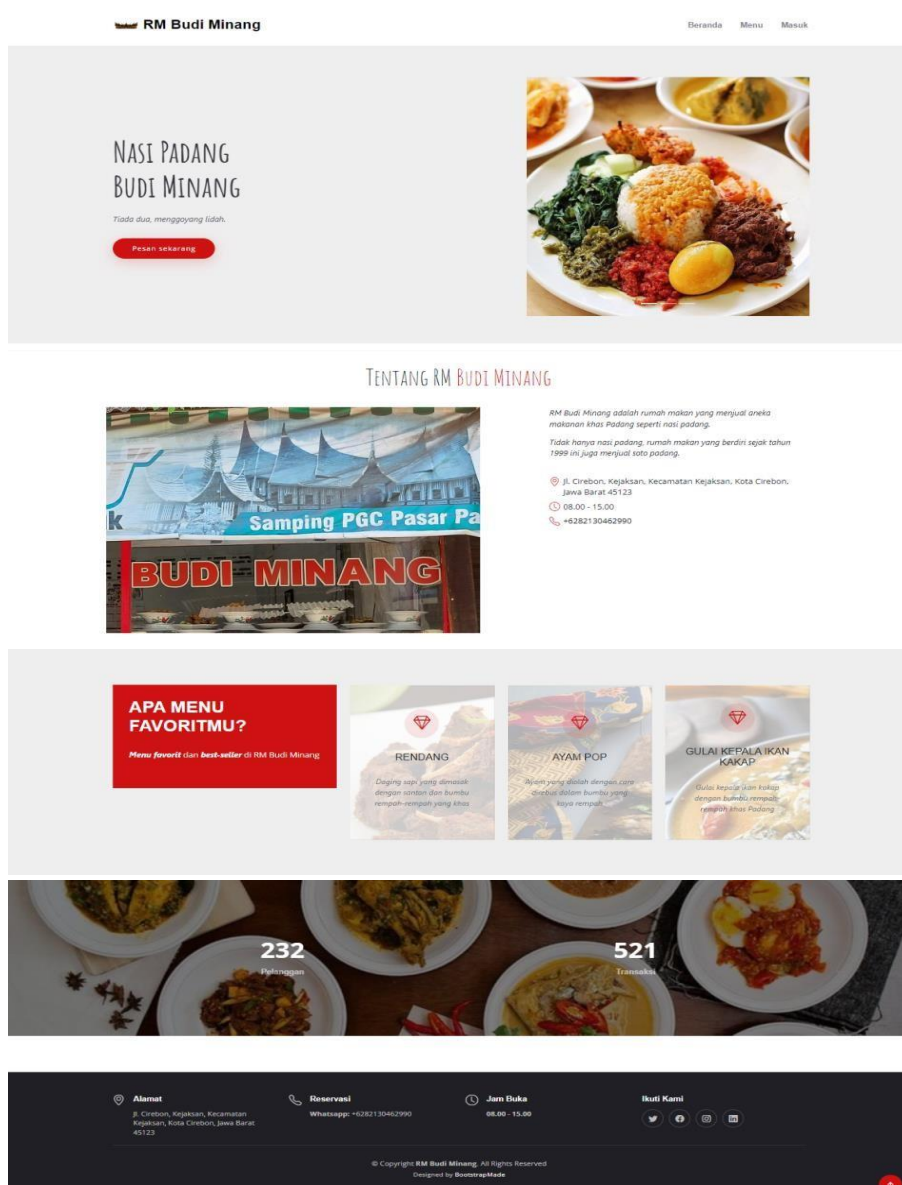 RM Budi Minang
Beranda Menu Masuk
Nasi Padang
Budi Minang
Tiada dua, menggoyang lidah.
Pesan sekarang
Tentang RM Budi Minang
k
Samping PGC Pasar Pa
BUDI MINANG
RM Budi Minang adalah rumah makan yang menjual aneka
makanan khas Padang seperti nasi padang.
Tidak hanya nasi padang, rumah makan yang berdiri sejak tahun
1999 ini juga menjual soto padang.
Jl. Cirebon, Kejaksan, Kecamatan Kejaksan, Kota Cirebon,
Jawa Barat 45123
08.00 - 15.00
+6282130462990
APA MENU
FAVORITMU?
Menu favorit dan best-seller di RM Budi Minang
RENDANG
Daging sapi yang dimasak
dengan santan dan bumbu
rempah-rempah yang khas
AYAM POP
Ayam yang diolah dengan cara
direbus dalam bumbu yang
kaya rempah
GULAI KEPALA IKAN
KAKAP
Gulai kepala ikan kakap
dengan bumbu rempah-
rempah khas Padang
232
Pelanggan
521
Transaksi
Alamat
Jl. Cirebon, Kejaksan, Kecamatan
Kejaksan, Kota Cirebon, Jawa Barat
45123
Reservasi
Whatsapp: +6282130462990
Jam Buka
08.00 - 15.00
Ikuti Kami
© Copyright RM Budi Minang. All Rights Reserved
Designed by BootstrapMade